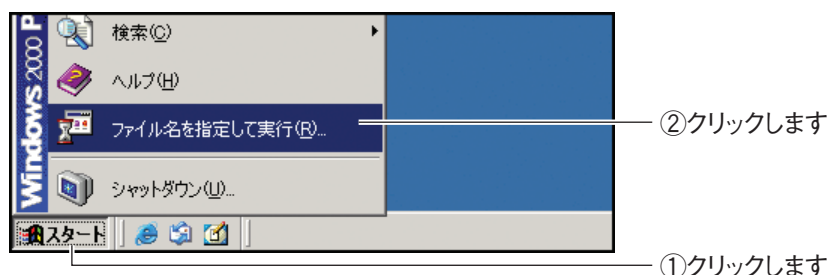 Windows 2000 P
検索(C)
ヘルプ(H)
ファイル名を指定して実行(R)...
シャットダウン(U)...
スタート
②クリックします
①クリックします